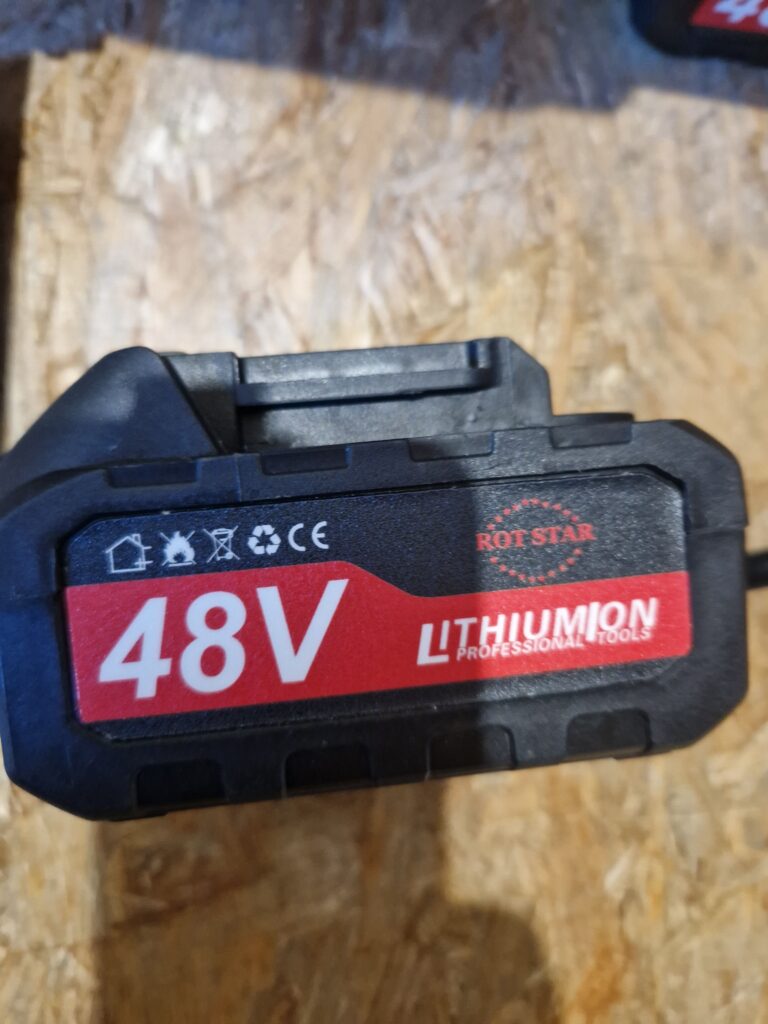 CE
ROT STAR
48V
LITHIUMION
PROFESSIONAL TOOLS